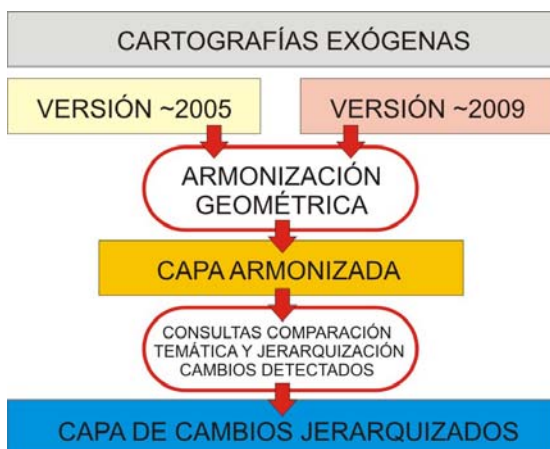 CARTOGRAFÍAS EXÓGENAS
VERSIÓN ~2005
VERSIÓN ~2009
ARMONIZACIÓN
GEOMÉTRICA
CAPA ARMONIZADA
CONSULTAS COMPARACIÓN
TEMÁTICA Y JERARQUIZACIÓN
CAMBIOS DETECTADOS
CAPA DE CAMBIOS JERARQUIZADOS